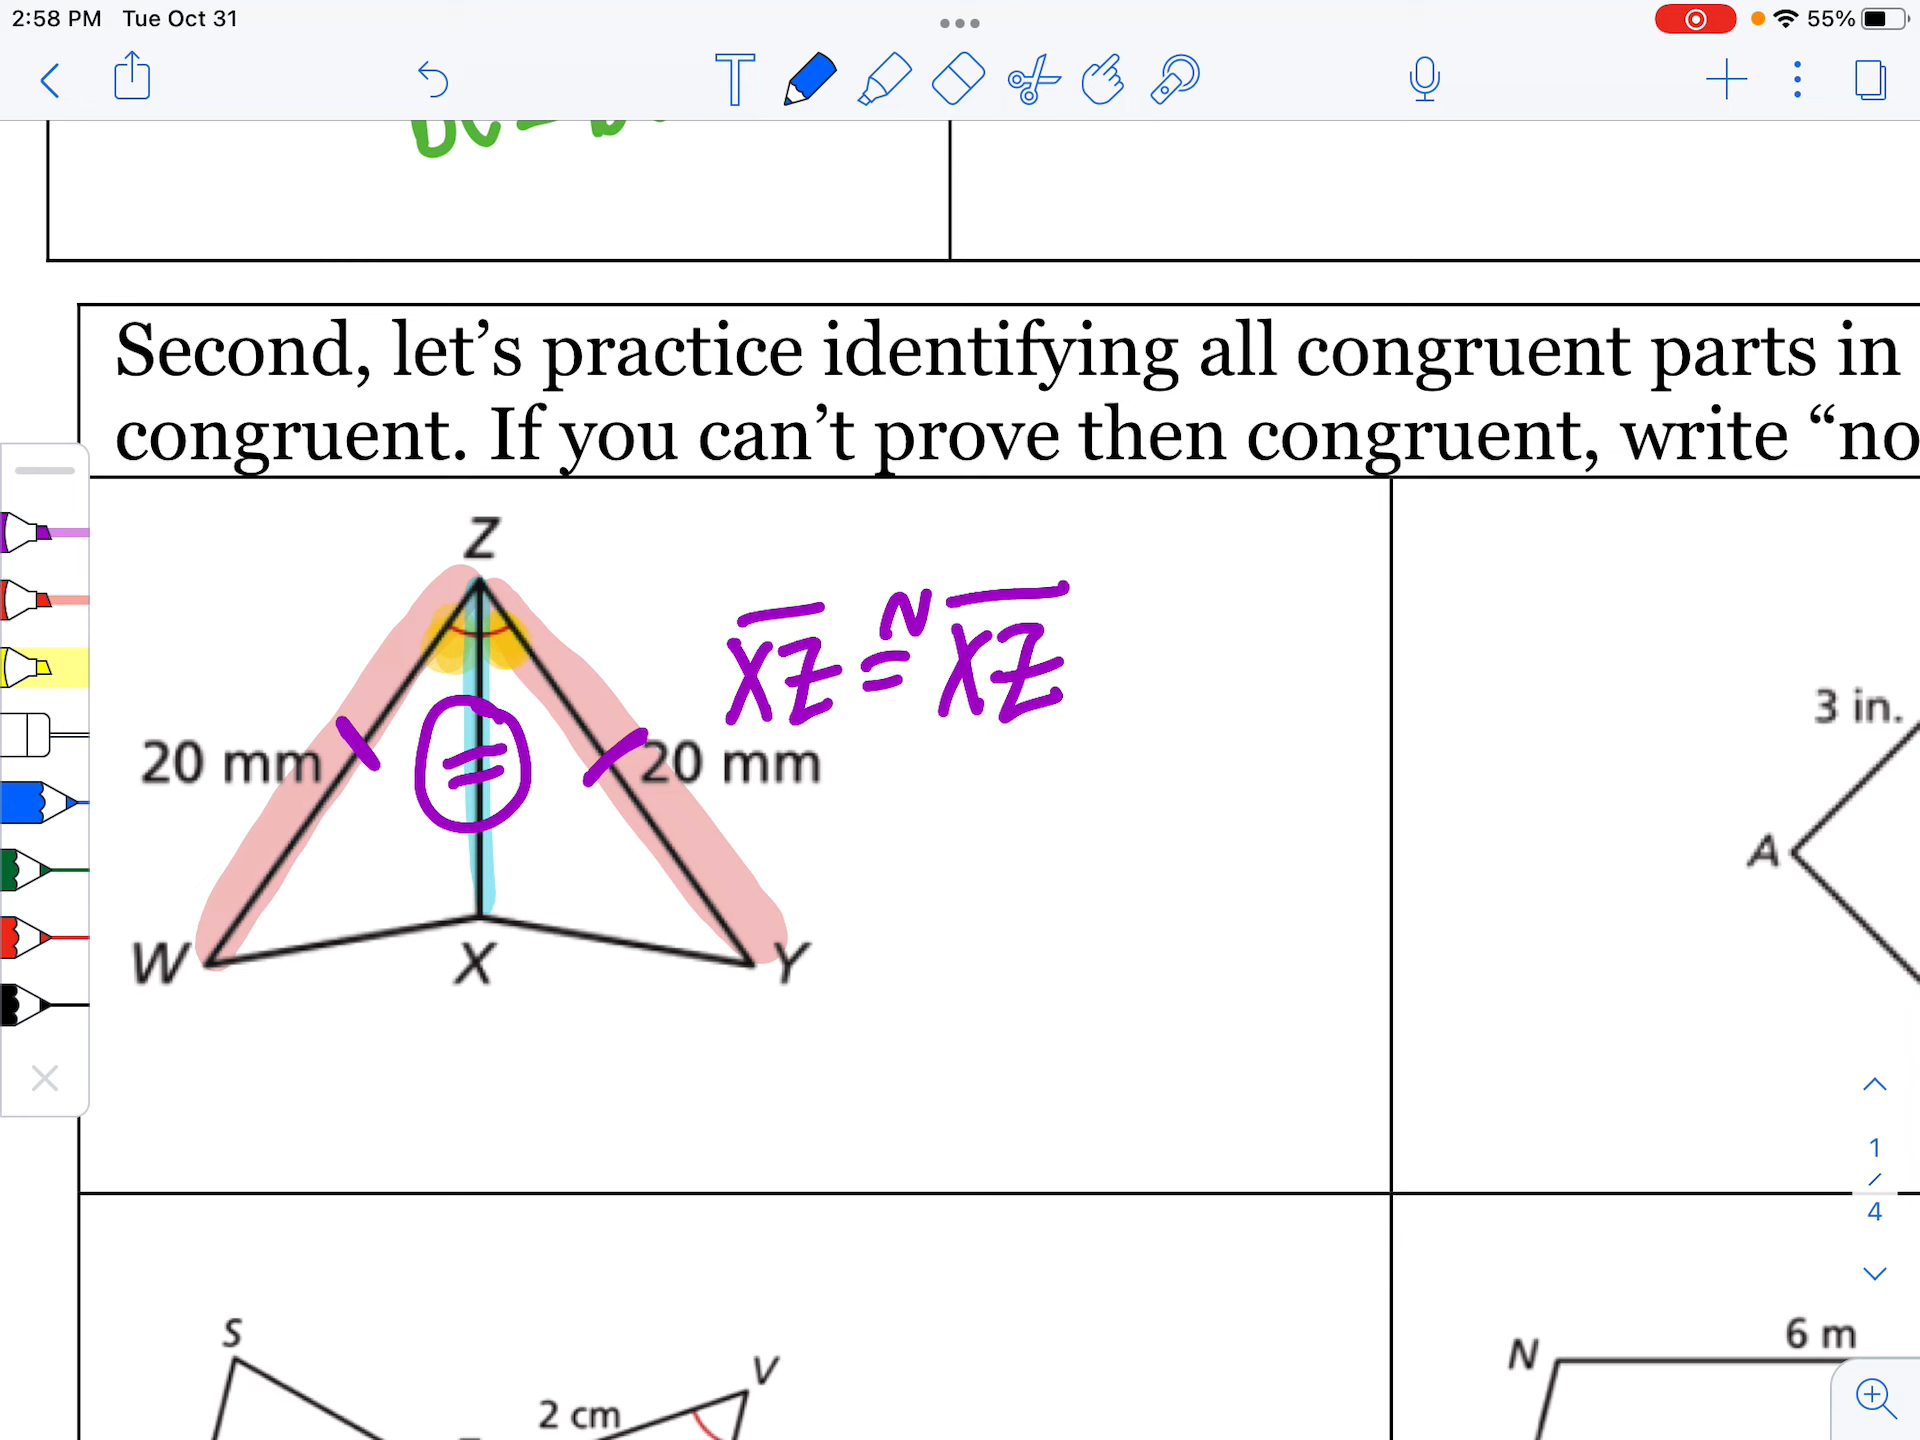 2:58 PM Tue Oct 31
55%
Second, let's practice identifying all congruent parts in
congruent. If you can't prove then congruent, write “no
Z
XZ ≅ XZ
20 mm
=
20 mm
W
X
Y
3 in.
A
1
/
4
S
V
2 cm
N
6 m